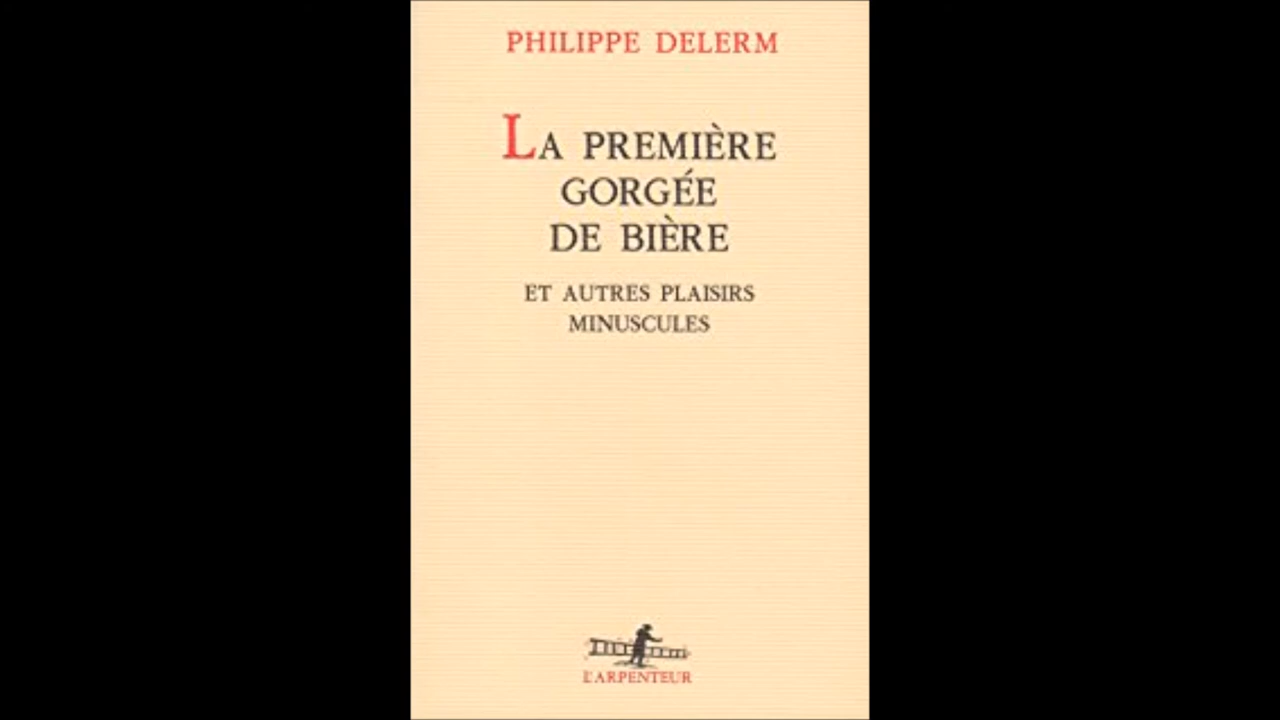 PHILIPPE DELERM
LA PREMIÈRE
GORGÉE
DE BIÈRE
ET AUTRES PLAISIRS
MINUSCULES
L'ARPENTEUR